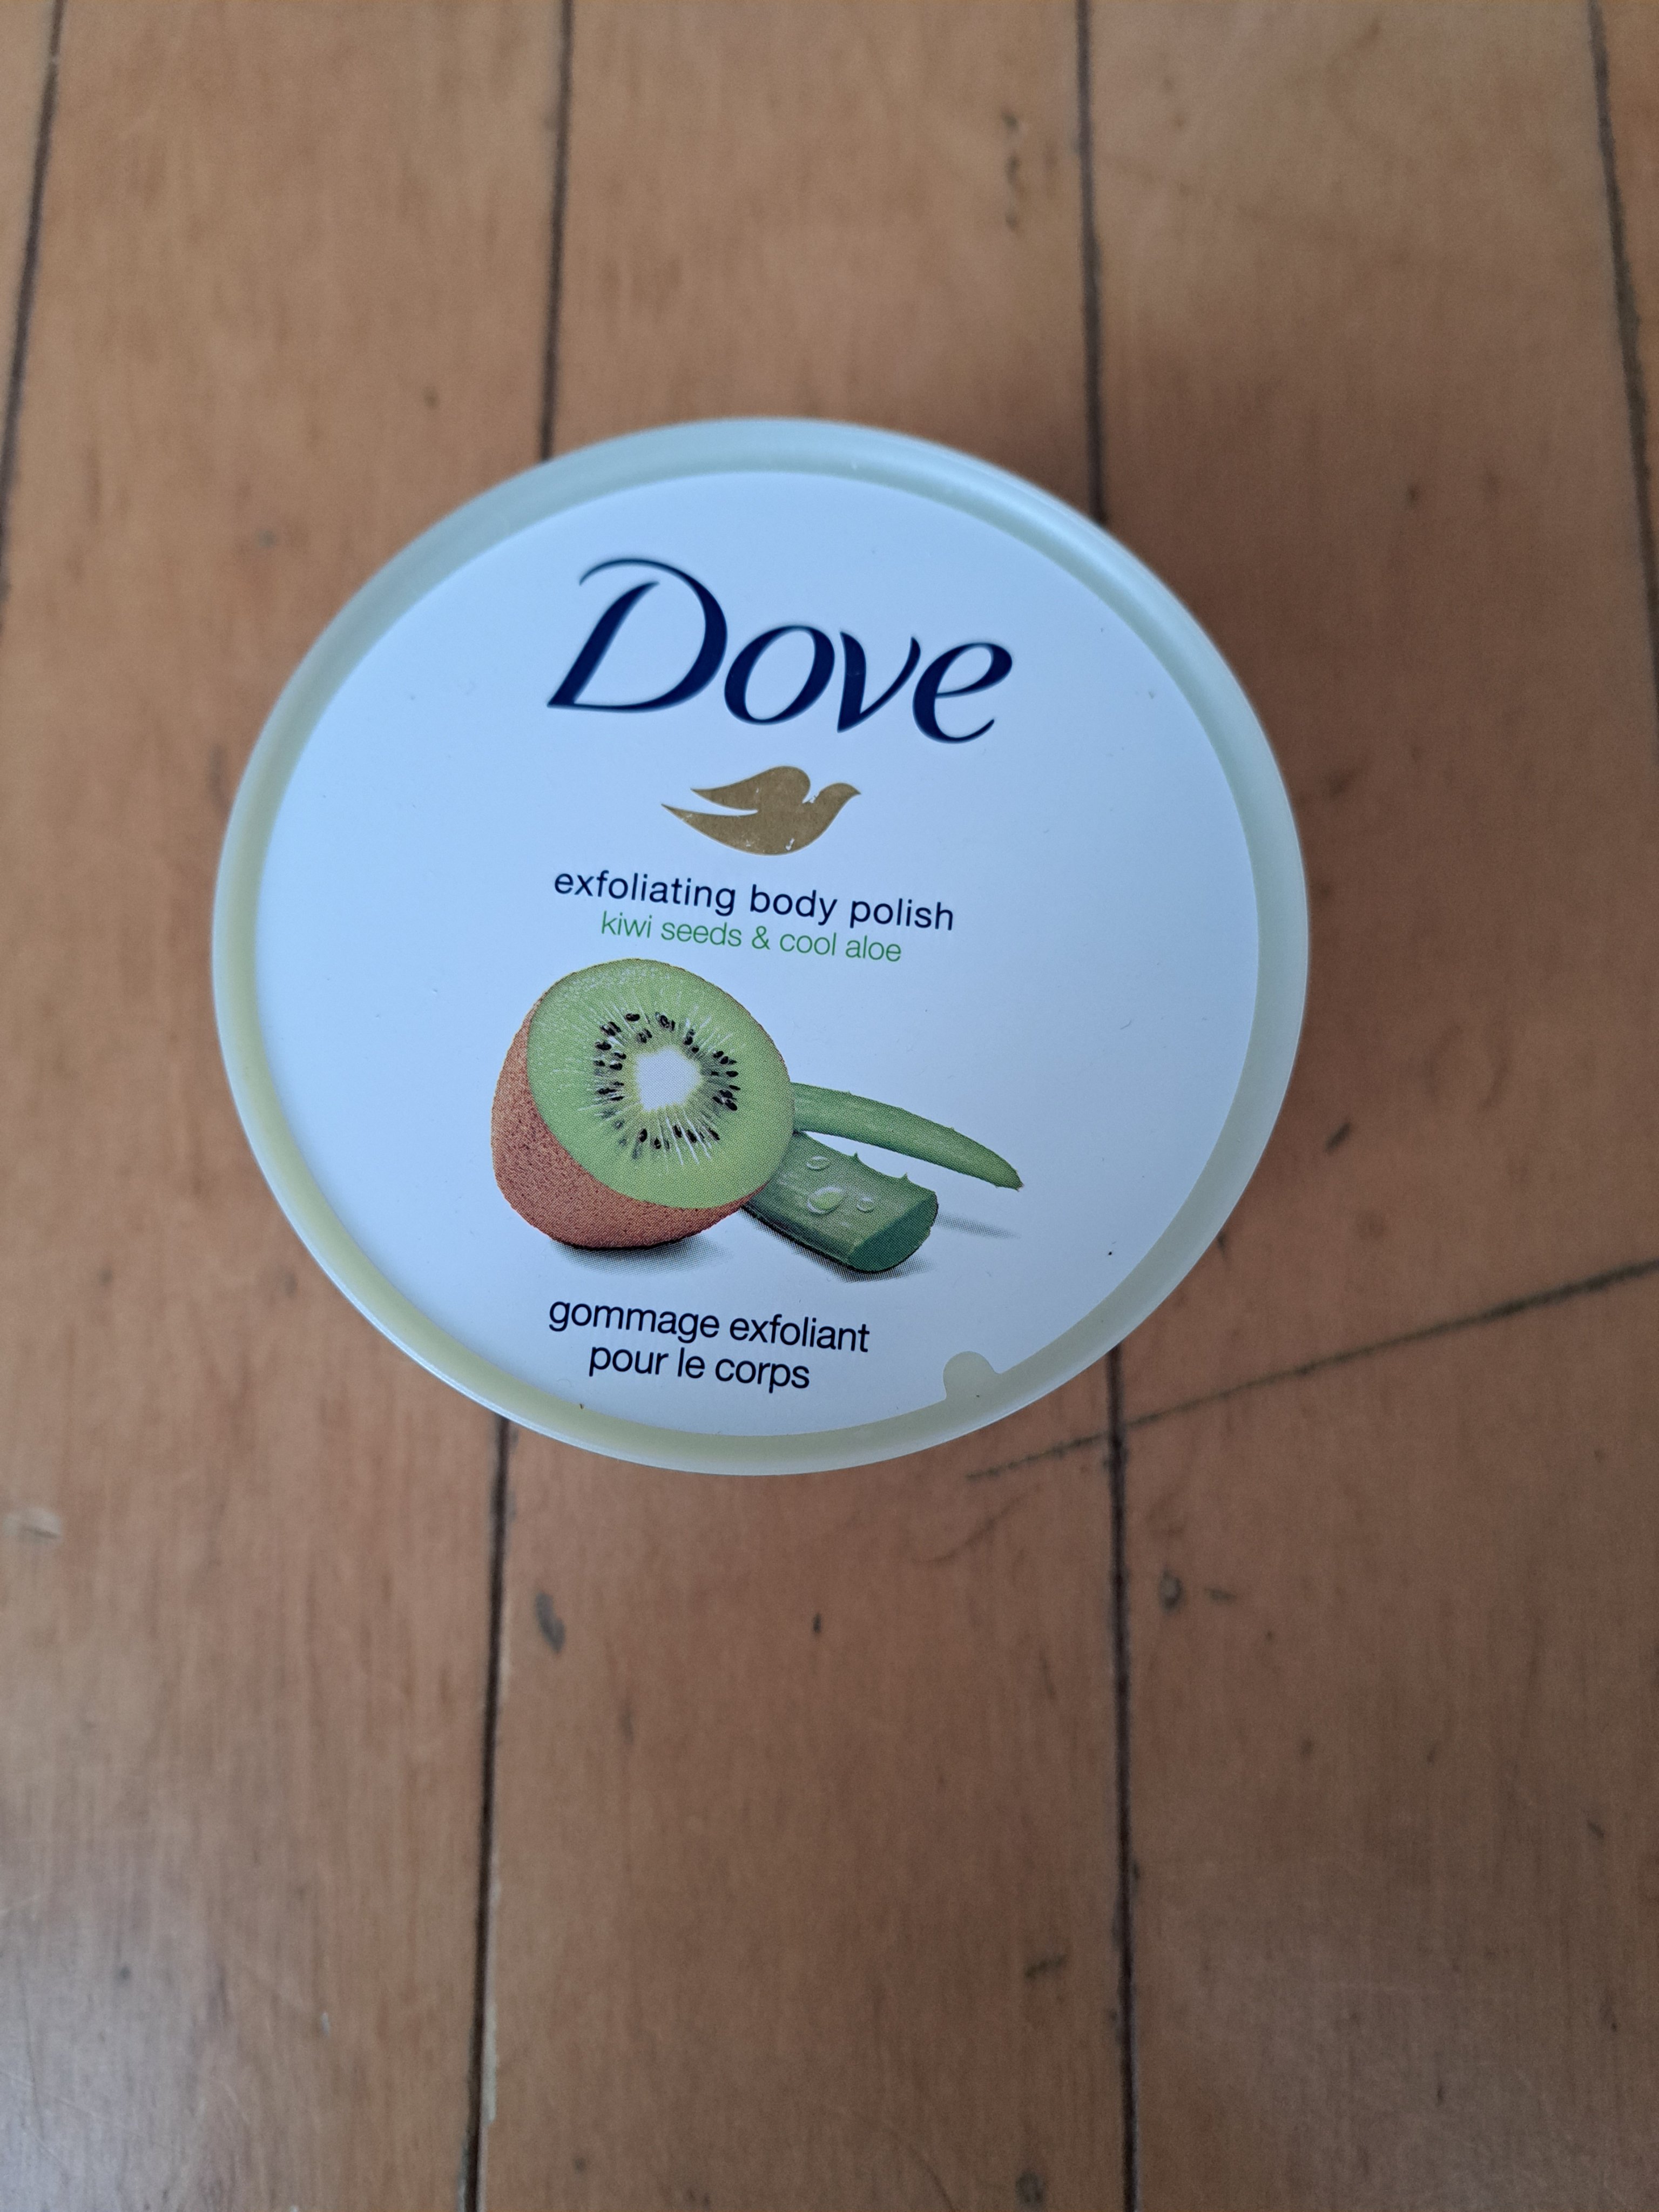 Dove
exfoliating body polish
kiwi seeds & cool aloe
gommage exfoliant
pour le corps